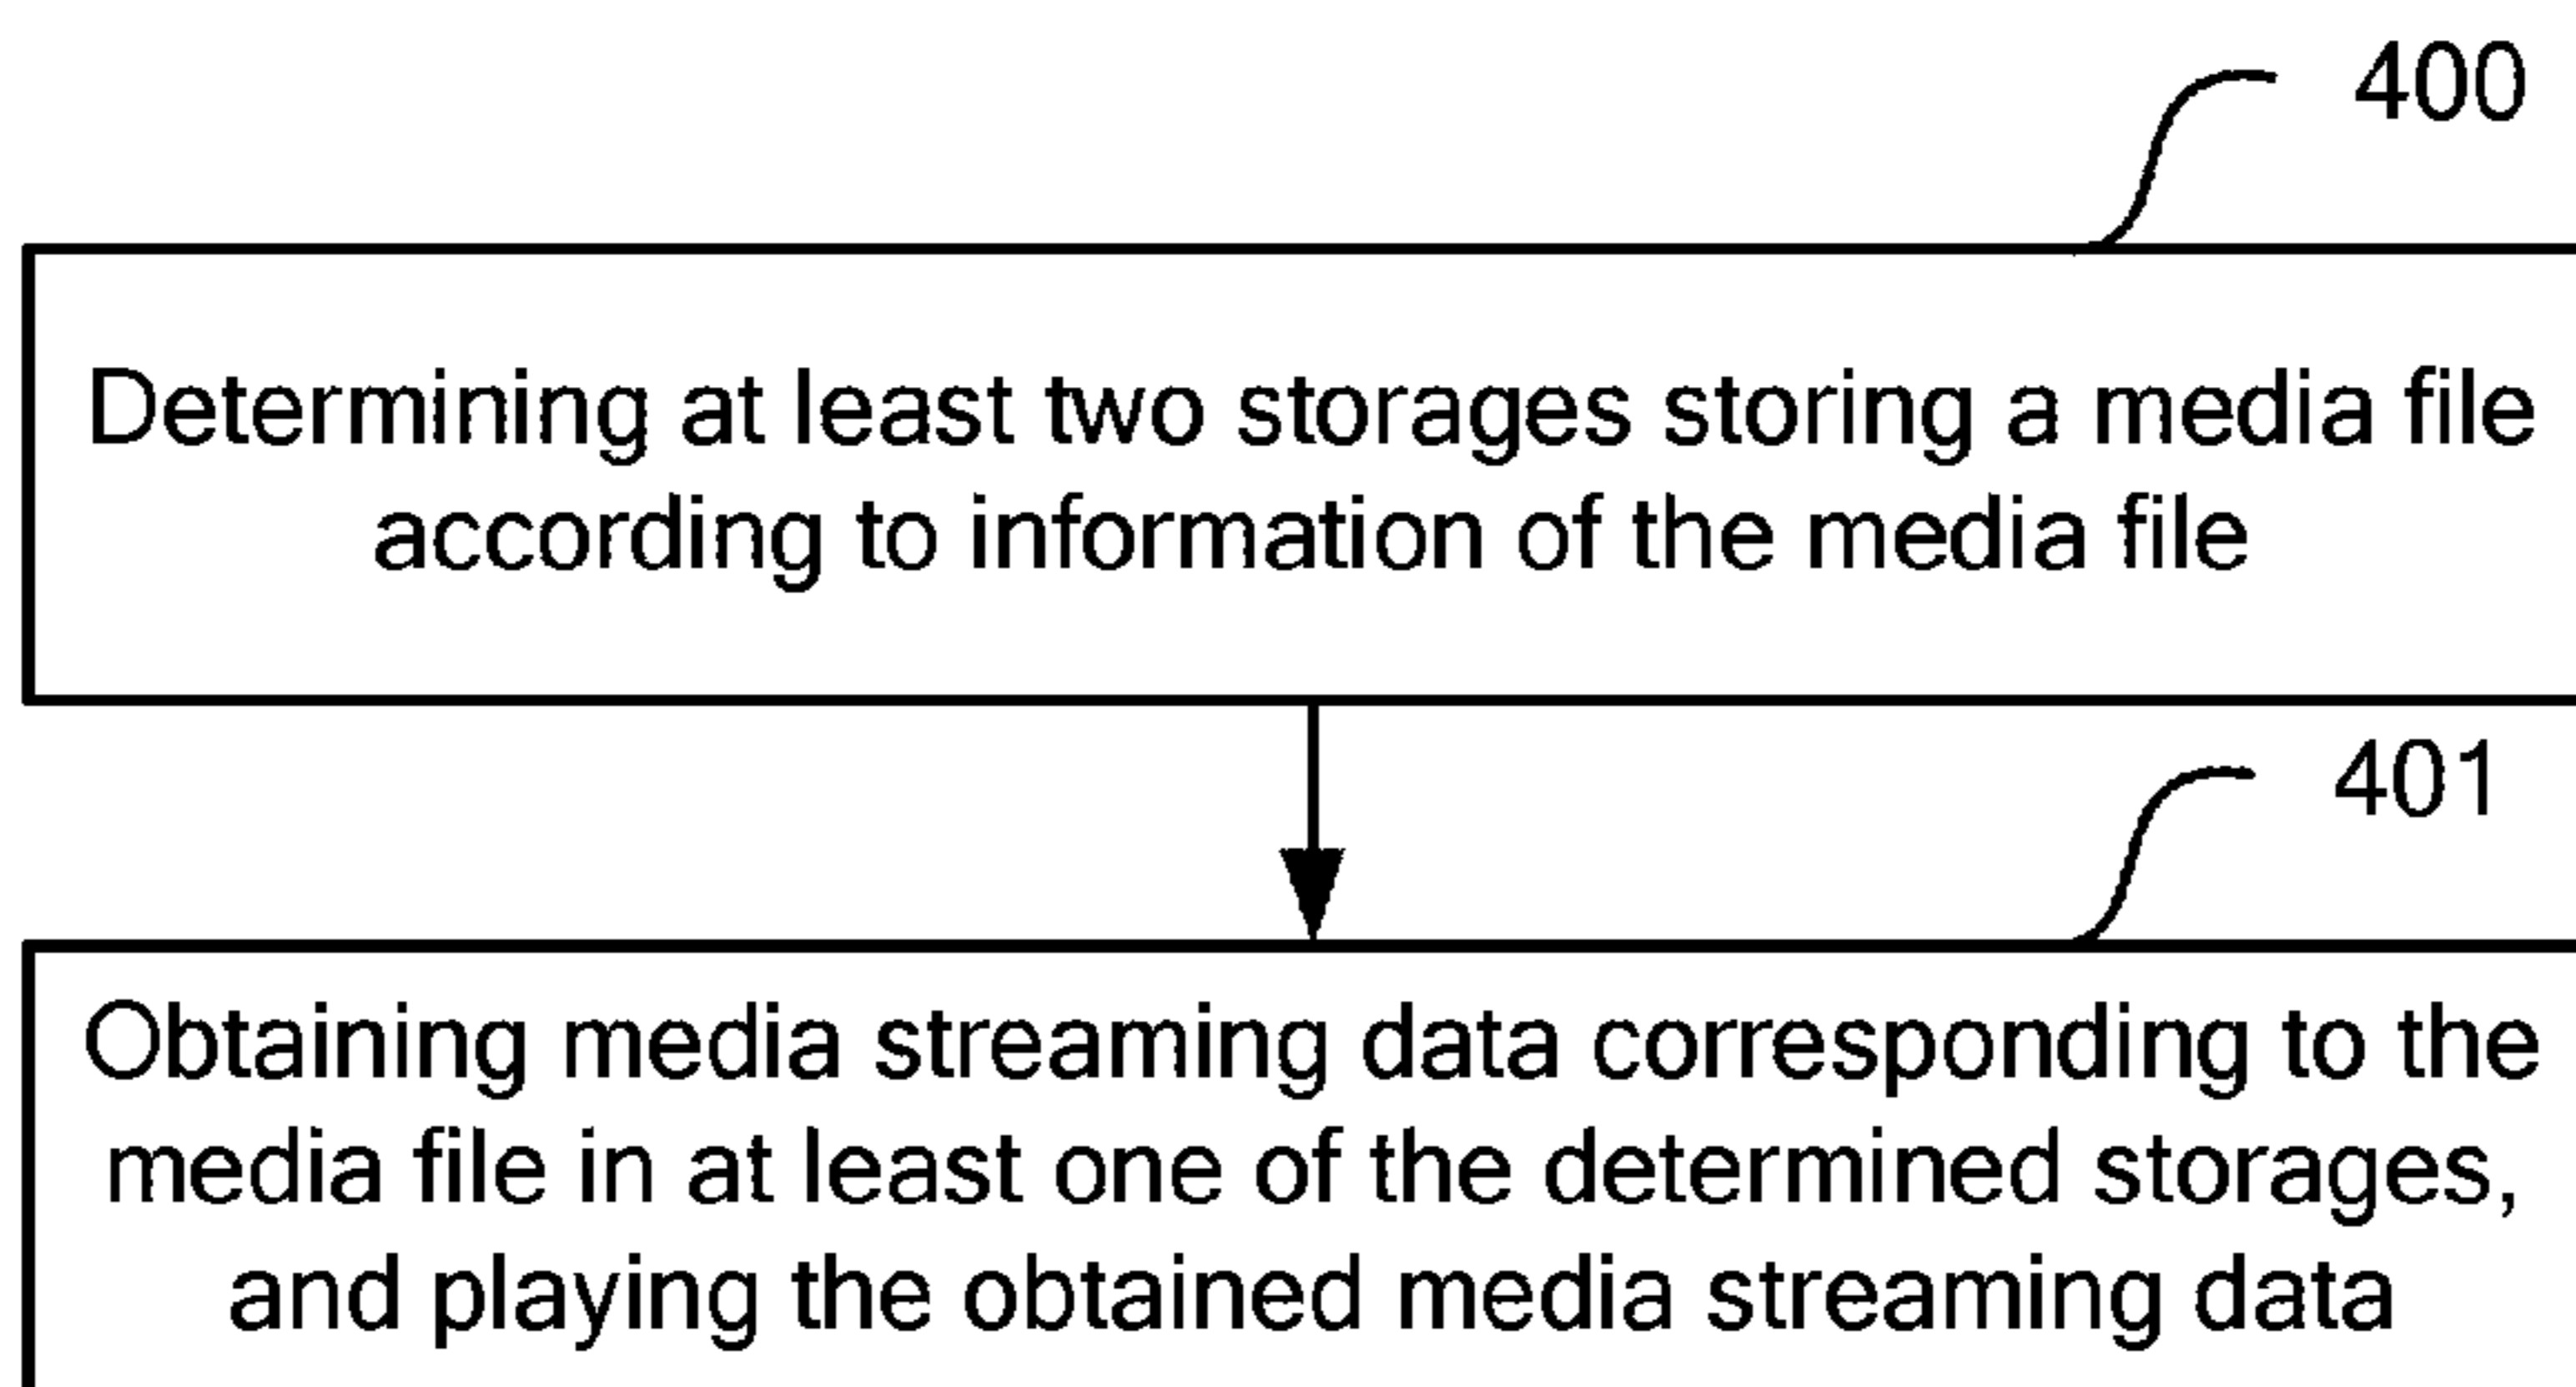 400
Determining at least two storages storing a media file
according to information of the media file
401
Obtaining media streaming data corresponding to the
media file in at least one of the determined storages,
and playing the obtained media streaming data